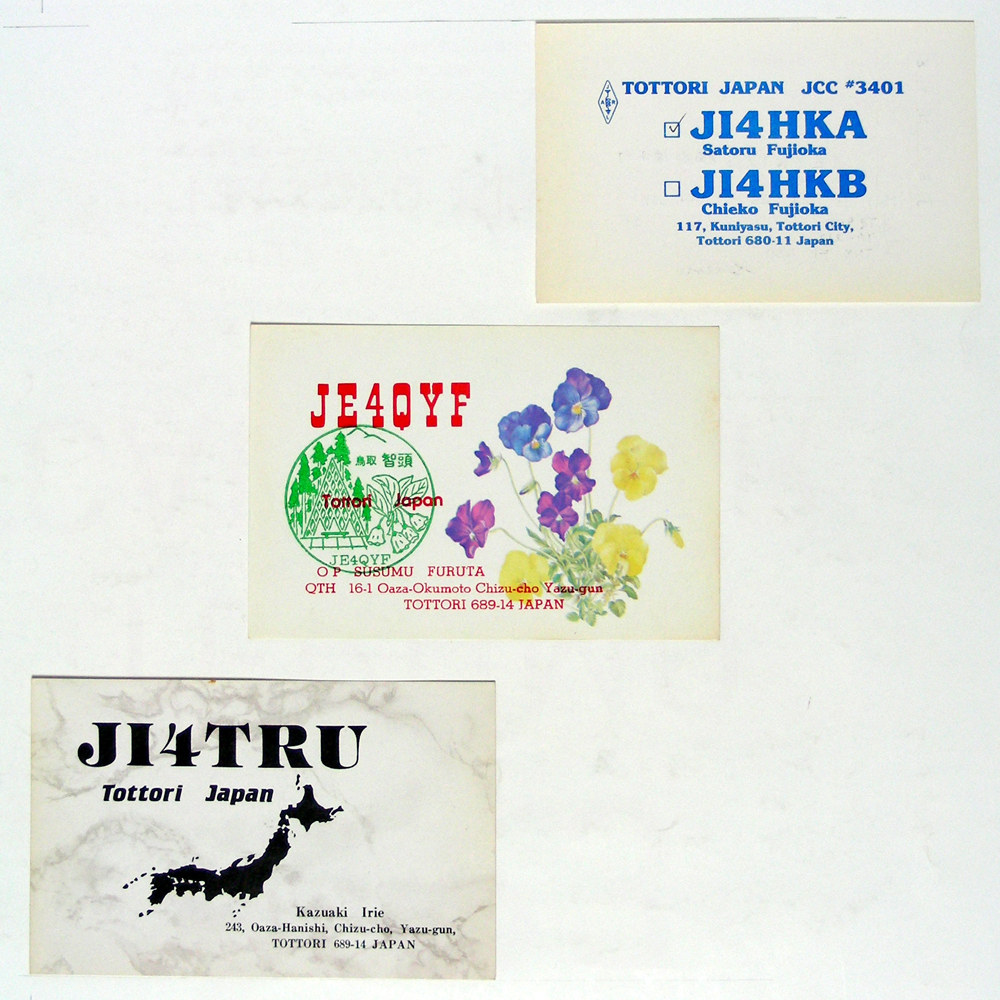 TOTTORI JAPAN JCC #3401
JI4HKA
Satoru Fujioka
JI4HKB
Chieko Fujioka
117, Kuniyasu, Tottori City,
Tottori 680-11 Japan
JE4QYF
鳥取 智頭
Tottori Japan
JE4QYF
OP SUSUMU FURUTA
QTH 16-1 Oaza-Okumoto Chizu-cho Yazu-gun
TOTTORI 689-14 JAPAN
JI4TRU
Tottori Japan
Kazuaki Irie
243, Oaza-Hanishi, Chizu-cho, Yazu-gun,
TOTTORI 689-14 JAPAN